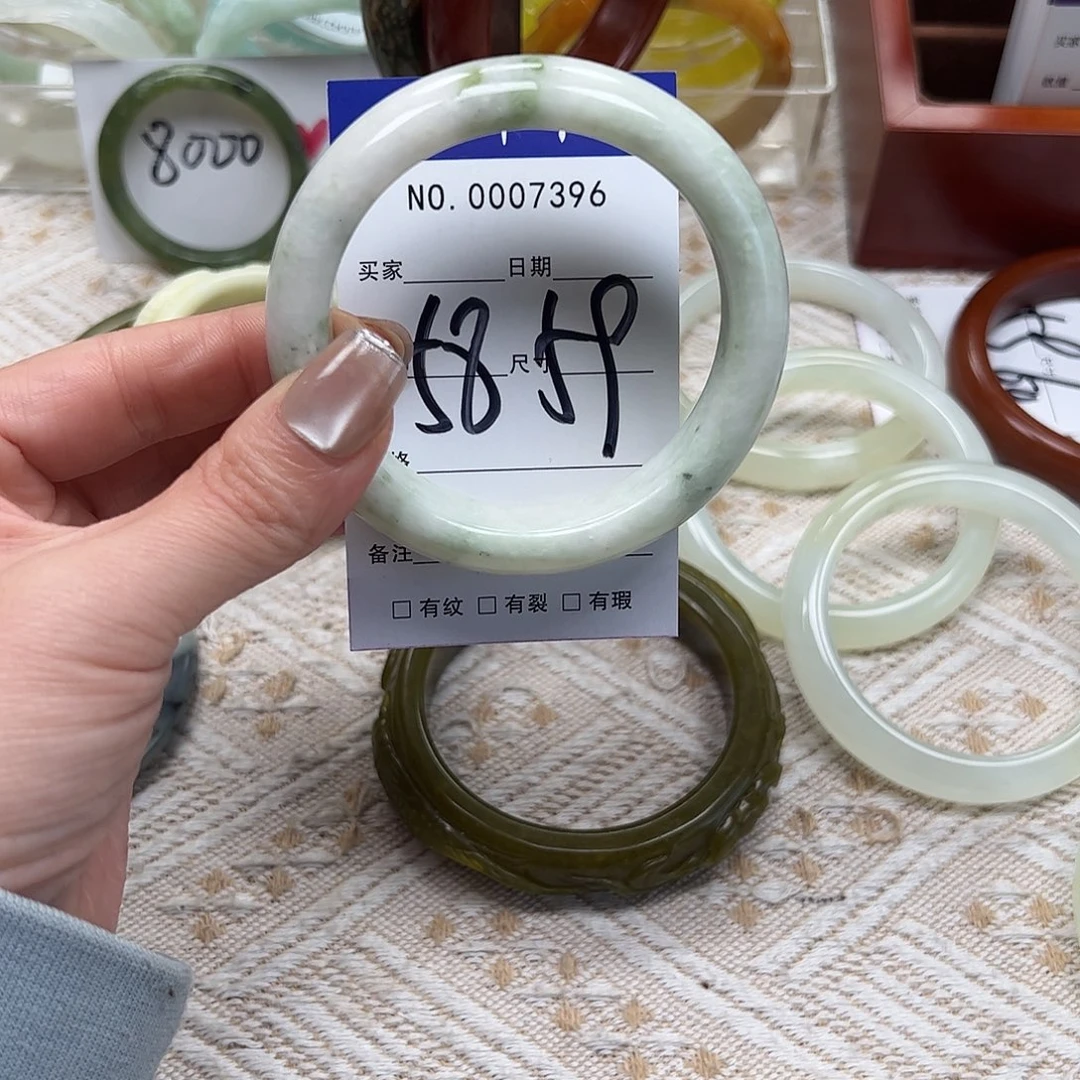 8000
NO. 0007396
买家 日期
58 59
尺寸
备注
□有纹 □有裂 □有瑕